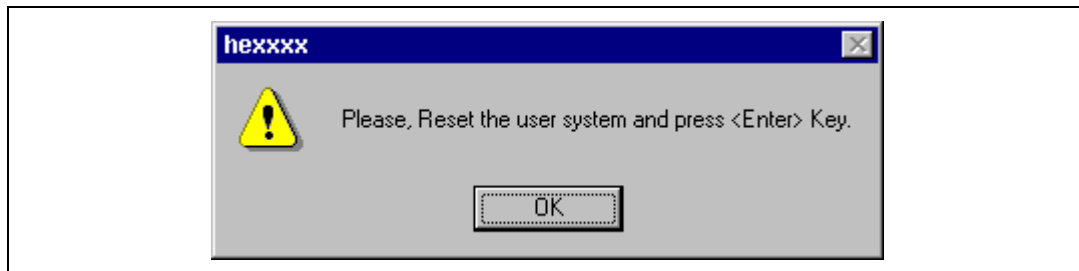 hexxxx
Please, Reset the user system and press <Enter> Key.
OK